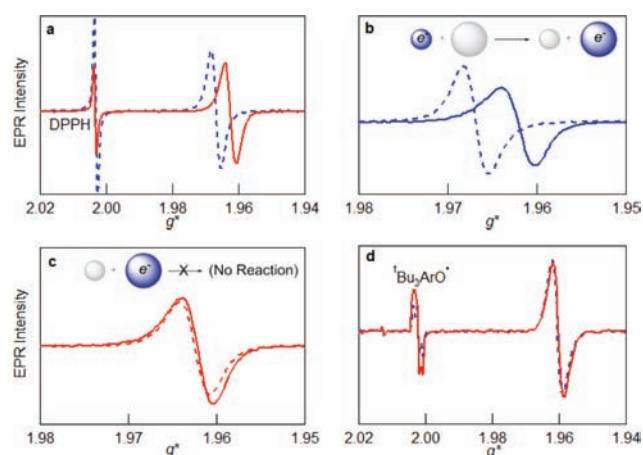 a
EPR Intensity
DPPH
2.02 2.00 1.98 1.96 1.94
g*
b
e⁻ + → + e⁻
1.98 1.97 1.96 1.95
g*
c
EPR Intensity
+ e⁻ X→ (No Reaction)
1.98 1.97 1.96 1.95
g*
d
ᵗBu₃ArO•
2.02 2.00 1.98 1.96 1.94
g*